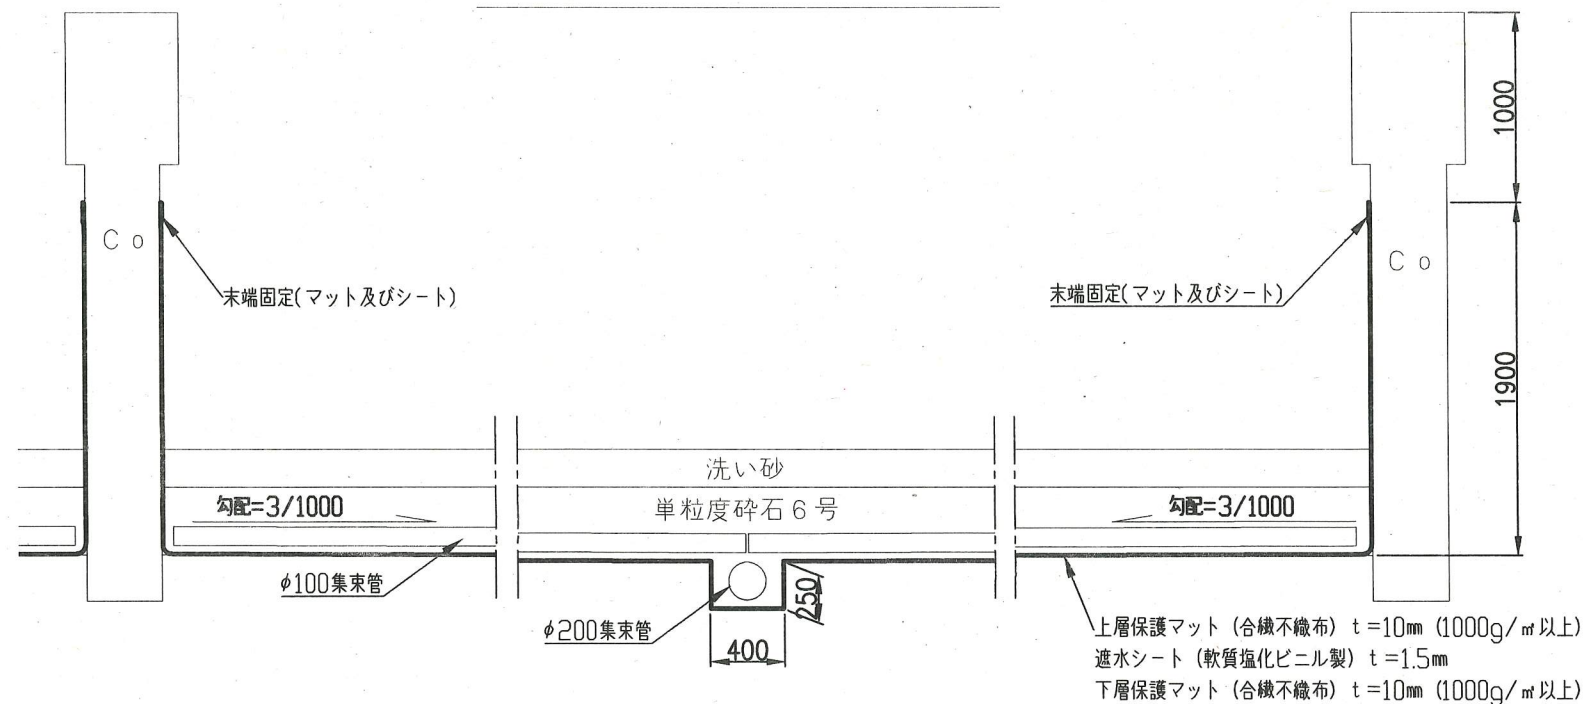 1000
Ｃｏ
Ｃｏ
末端固定(マット及びシート)
末端固定(マット及びシート)
1900
洗い砂
勾配=3/1000
単粒度砕石６号
勾配=3/1000
φ100集束管
250
φ200集束管
400
上層保護マット (合繊不織布) t=10㎜ (1000g/㎡以上)
遮水シート (軟質塩化ビニル製) t=1.5㎜
下層保護マット (合繊不織布) t=10㎜ (1000g/㎡以上)